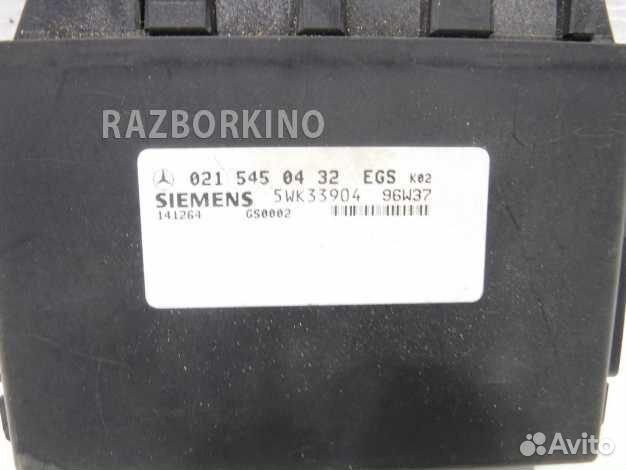 RAZBORKINO
021 545 04 32 EGS K02
SIEMENS 5WK33904 96W37
141264 GS0002
Avito